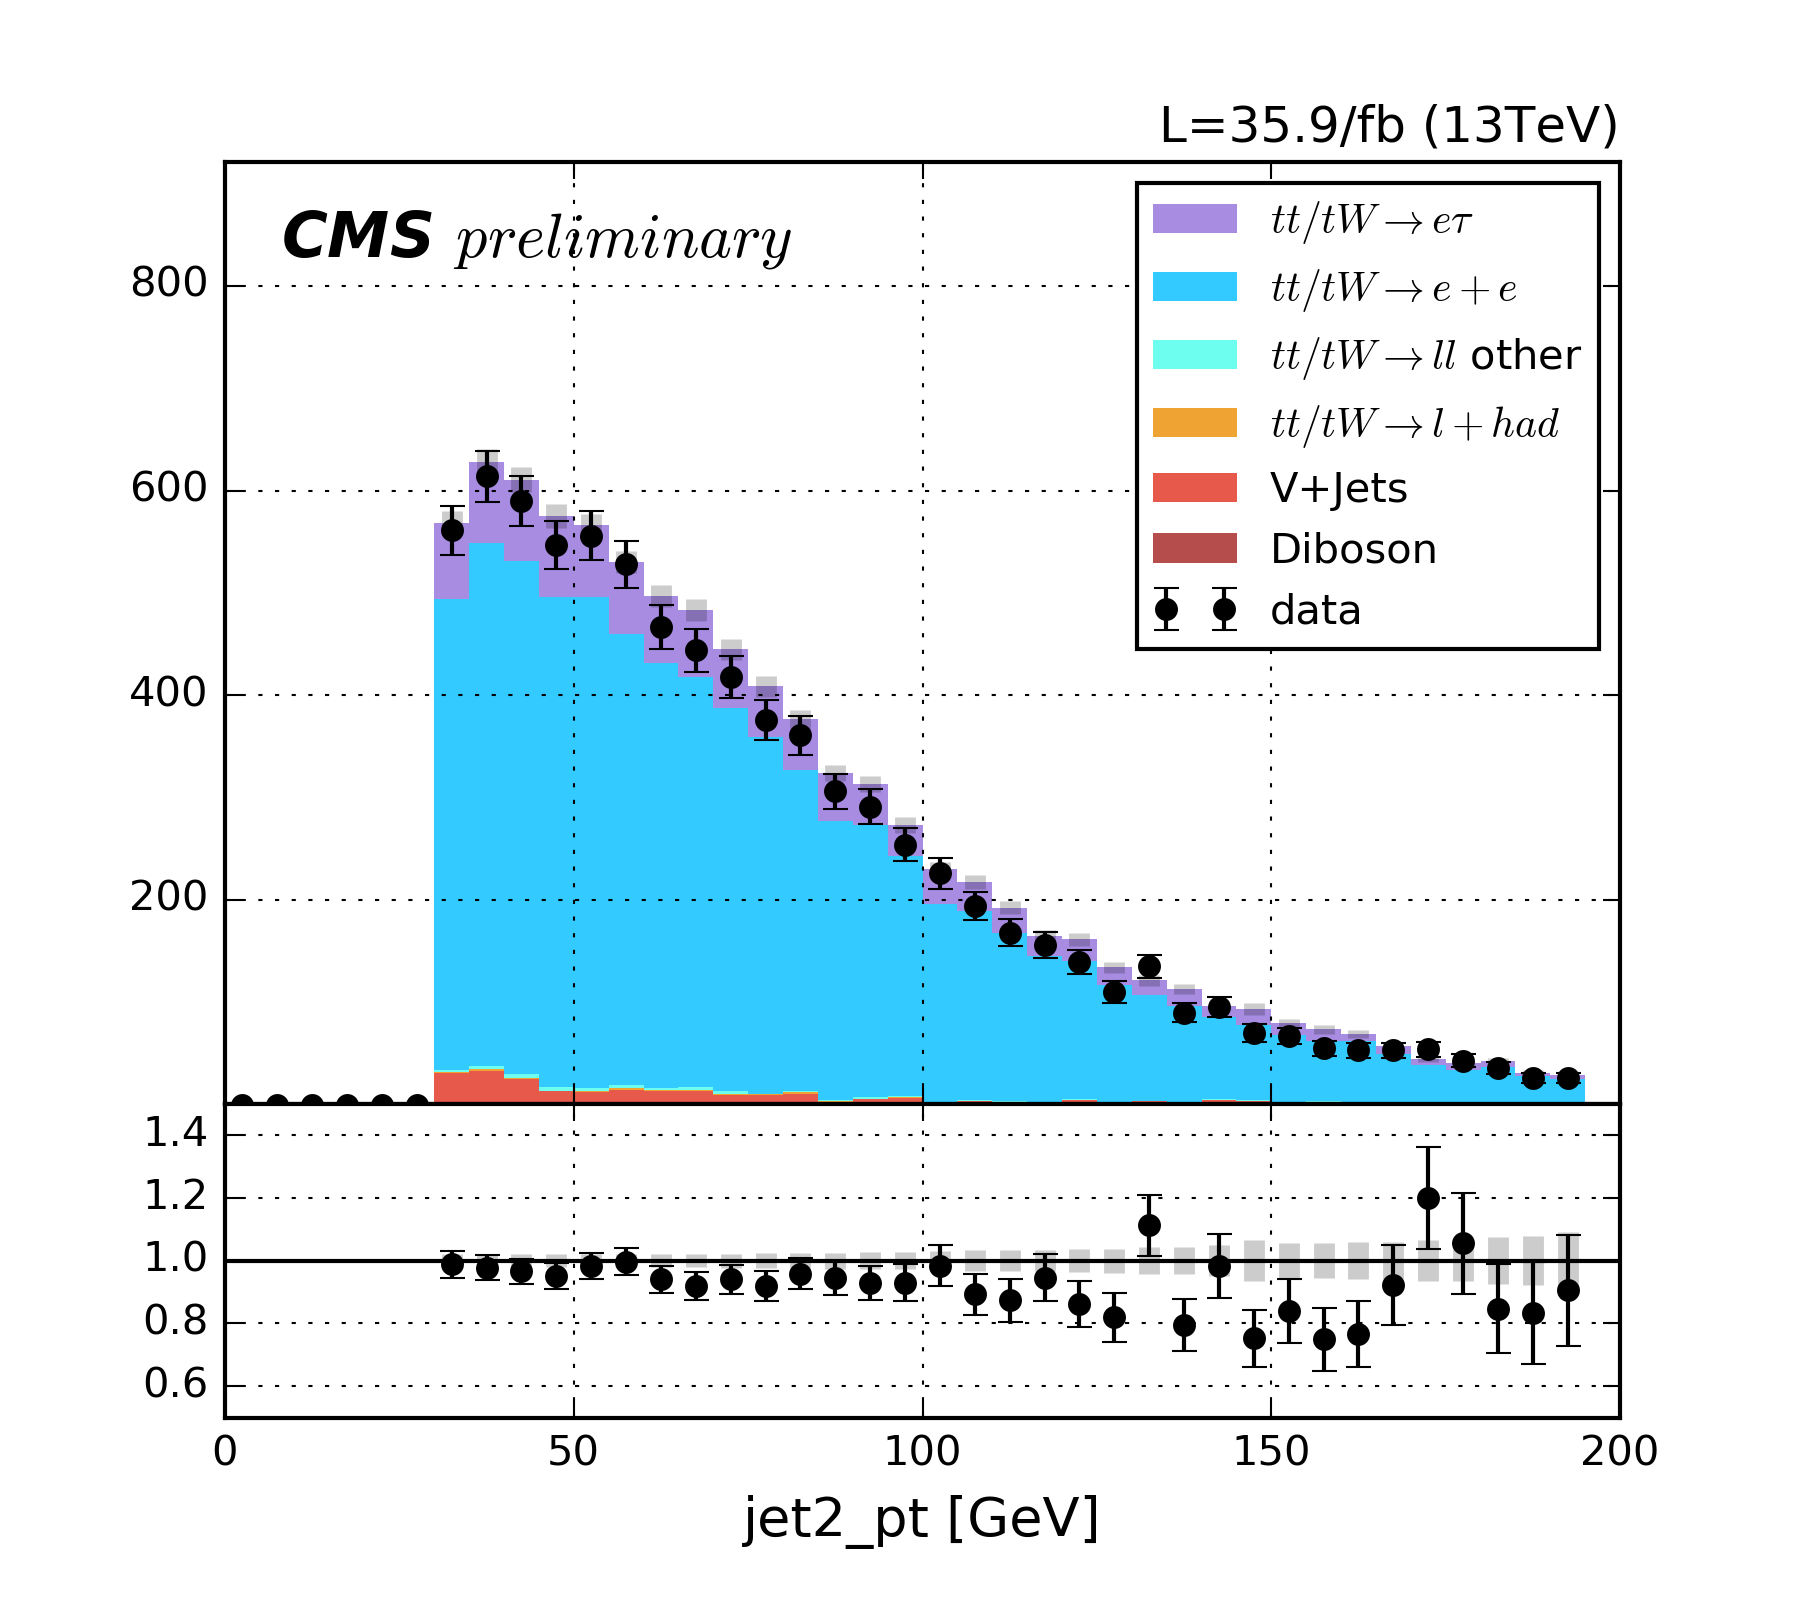 L=35.9/fb (13TeV)
CMS preliminary
tt/tW→eτ
tt/tW→e+e
tt/tW→ll other
tt/tW→l+had
V+Jets
Diboson
data
800
600
400
200
1.4
1.2
1.0
0.8
0.6
0 50 100 150 200
jet2_pt [GeV]